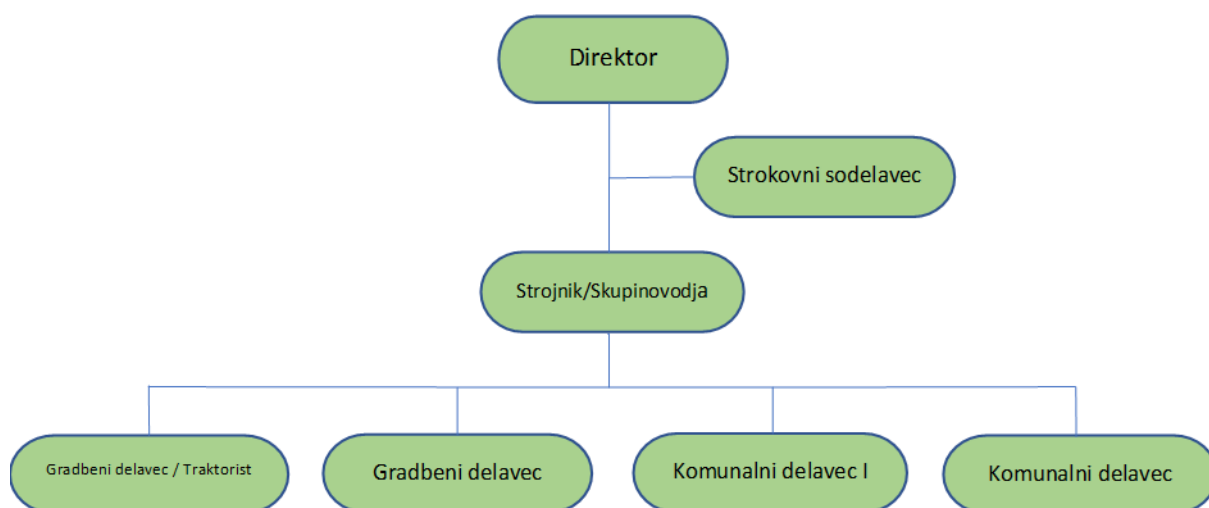 Direktor
Strokovni sodelavec
Strojnik/Skupinovodja
Gradbeni delavec / Traktorist
Gradbeni delavec
Komunalni delavec I
Komunalni delavec